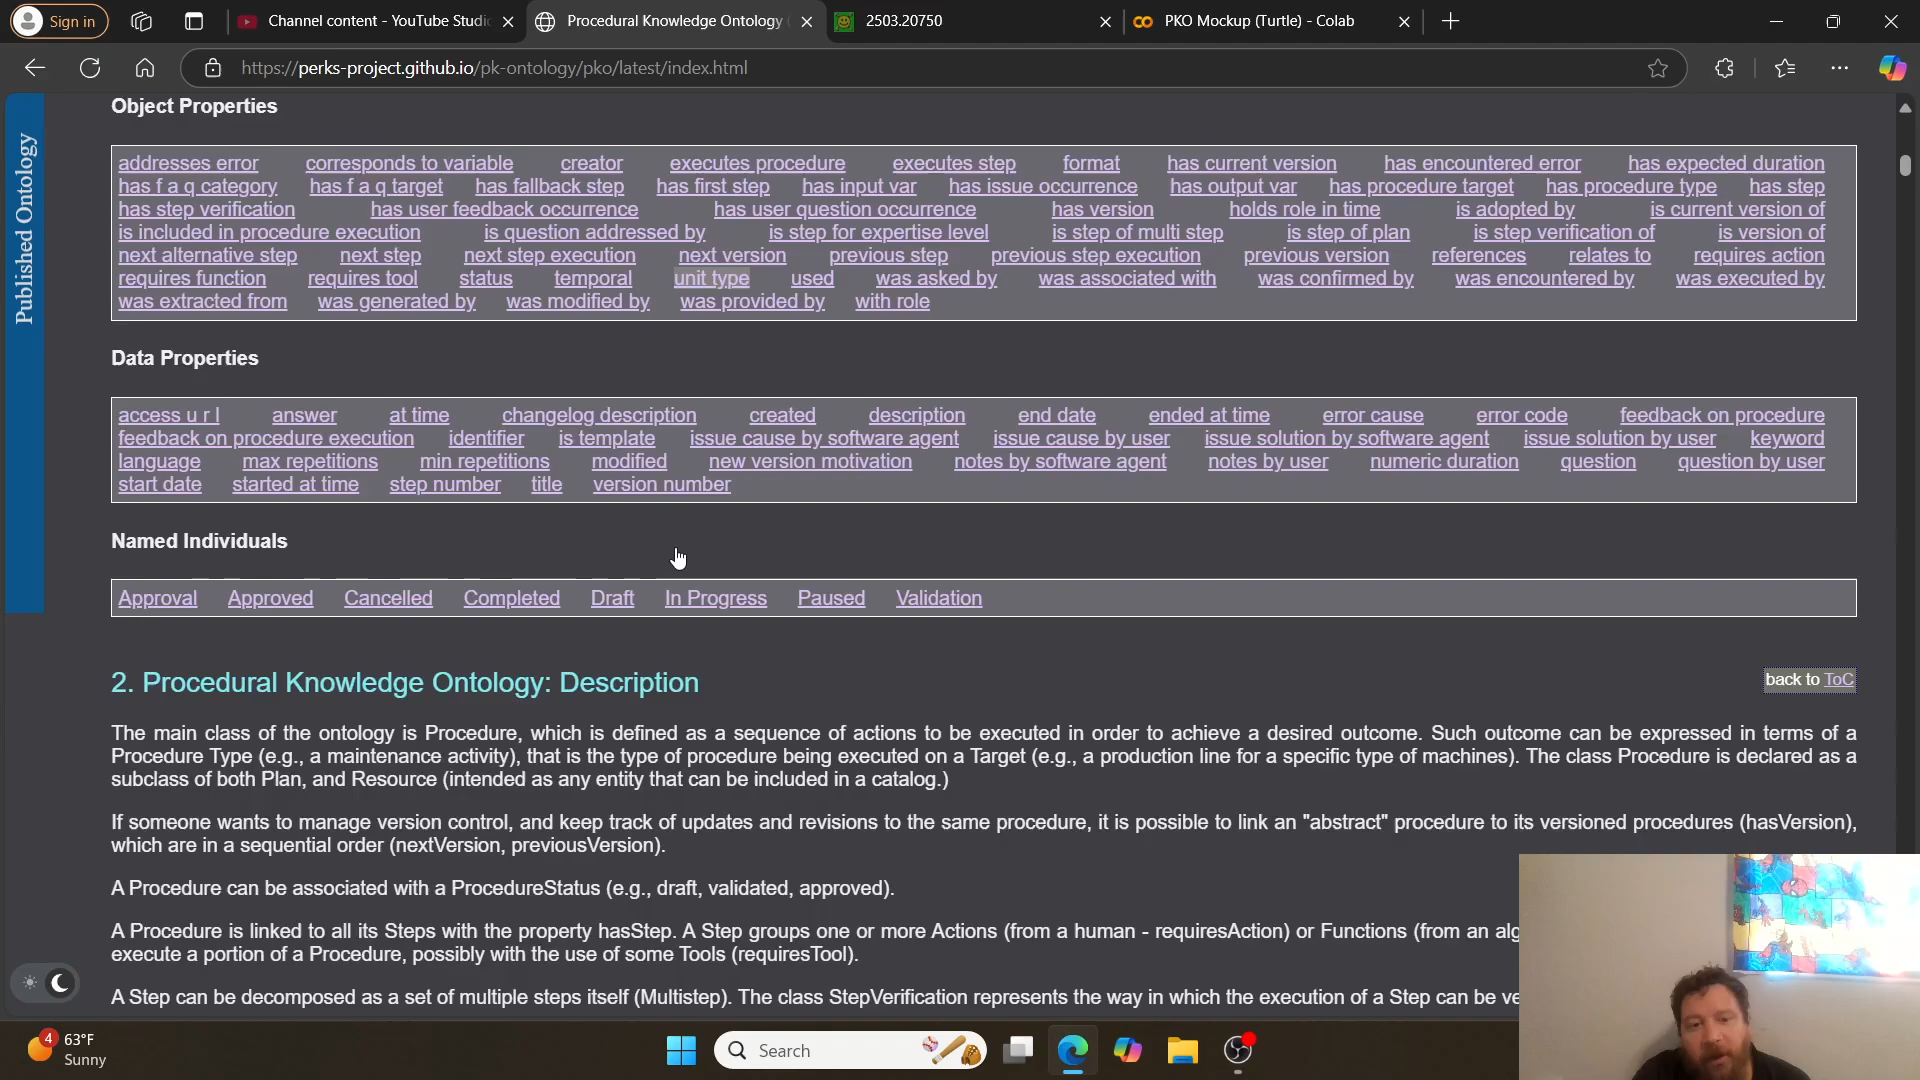 Sign in
Channel content - YouTube Studio
Procedural Knowledge Ontology
2503.20750
PKO Mockup (Turtle) - Colab
https://perks-project.github.io/pk-ontology/pko/latest/index.html
Published Ontology
Object Properties
addresses error corresponds to variable creator executes procedure executes step format has current version has encountered error has expected duration
has f a q category has f a q target has fallback step has first step has input var has issue occurrence has output var has procedure target has procedure type has step
has step verification has user feedback occurrence has user question occurrence has version holds role in time is adopted by is current version of
is included in procedure execution is question addressed by is step for expertise level is step of multi step is step of plan is step verification of is version of
next alternative step next step next step execution next version previous step previous step execution previous version references relates to requires action
requires function requires tool status temporal unit type used was asked by was associated with was confirmed by was encountered by was executed by
was extracted from was generated by was modified by was provided by with role
Data Properties
access u r l answer at time changelog description created description end date ended at time error cause error code feedback on procedure
feedback on procedure execution identifier is template issue cause by software agent issue cause by user issue solution by software agent issue solution by user keyword
language max repetitions min repetitions modified new version motivation notes by software agent notes by user numeric duration question question by user
start date started at time step number title version number
Named Individuals
Approval Approved Cancelled Completed Draft In Progress Paused Validation
2. Procedural Knowledge Ontology: Description
back to ToC
The main class of the ontology is Procedure, which is defined as a sequence of actions to be executed in order to achieve a desired outcome. Such outcome can be expressed in terms of a
Procedure Type (e.g., a maintenance activity), that is the type of procedure being executed on a Target (e.g., a production line for a specific type of machines). The class Procedure is declared as a
subclass of both Plan, and Resource (intended as any entity that can be included in a catalog.)
If someone wants to manage version control, and keep track of updates and revisions to the same procedure, it is possible to link an "abstract" procedure to its versioned procedures (hasVersion),
which are in a sequential order (nextVersion, previousVersion).
A Procedure can be associated with a ProcedureStatus (e.g., draft, validated, approved).
A Procedure is linked to all its Steps with the property hasStep. A Step groups one or more Actions (from a human - requiresAction) or Functions (from an alg
execute a portion of a Procedure, possibly with the use of some Tools (requiresTool).
A Step can be decomposed as a set of multiple steps itself (Multistep). The class StepVerification represents the way in which the execution of a Step can be ve
4
63°F
Sunny
Search